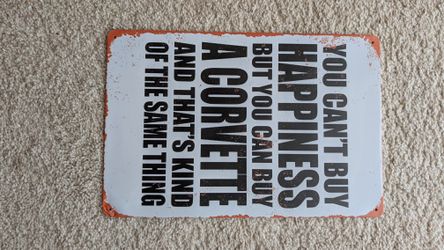 YOU CAN'T BUY
HAPPINESS
BUT YOU CAN BUY
A CORVETTE
AND THAT'S KIND
OF THE SAME THING